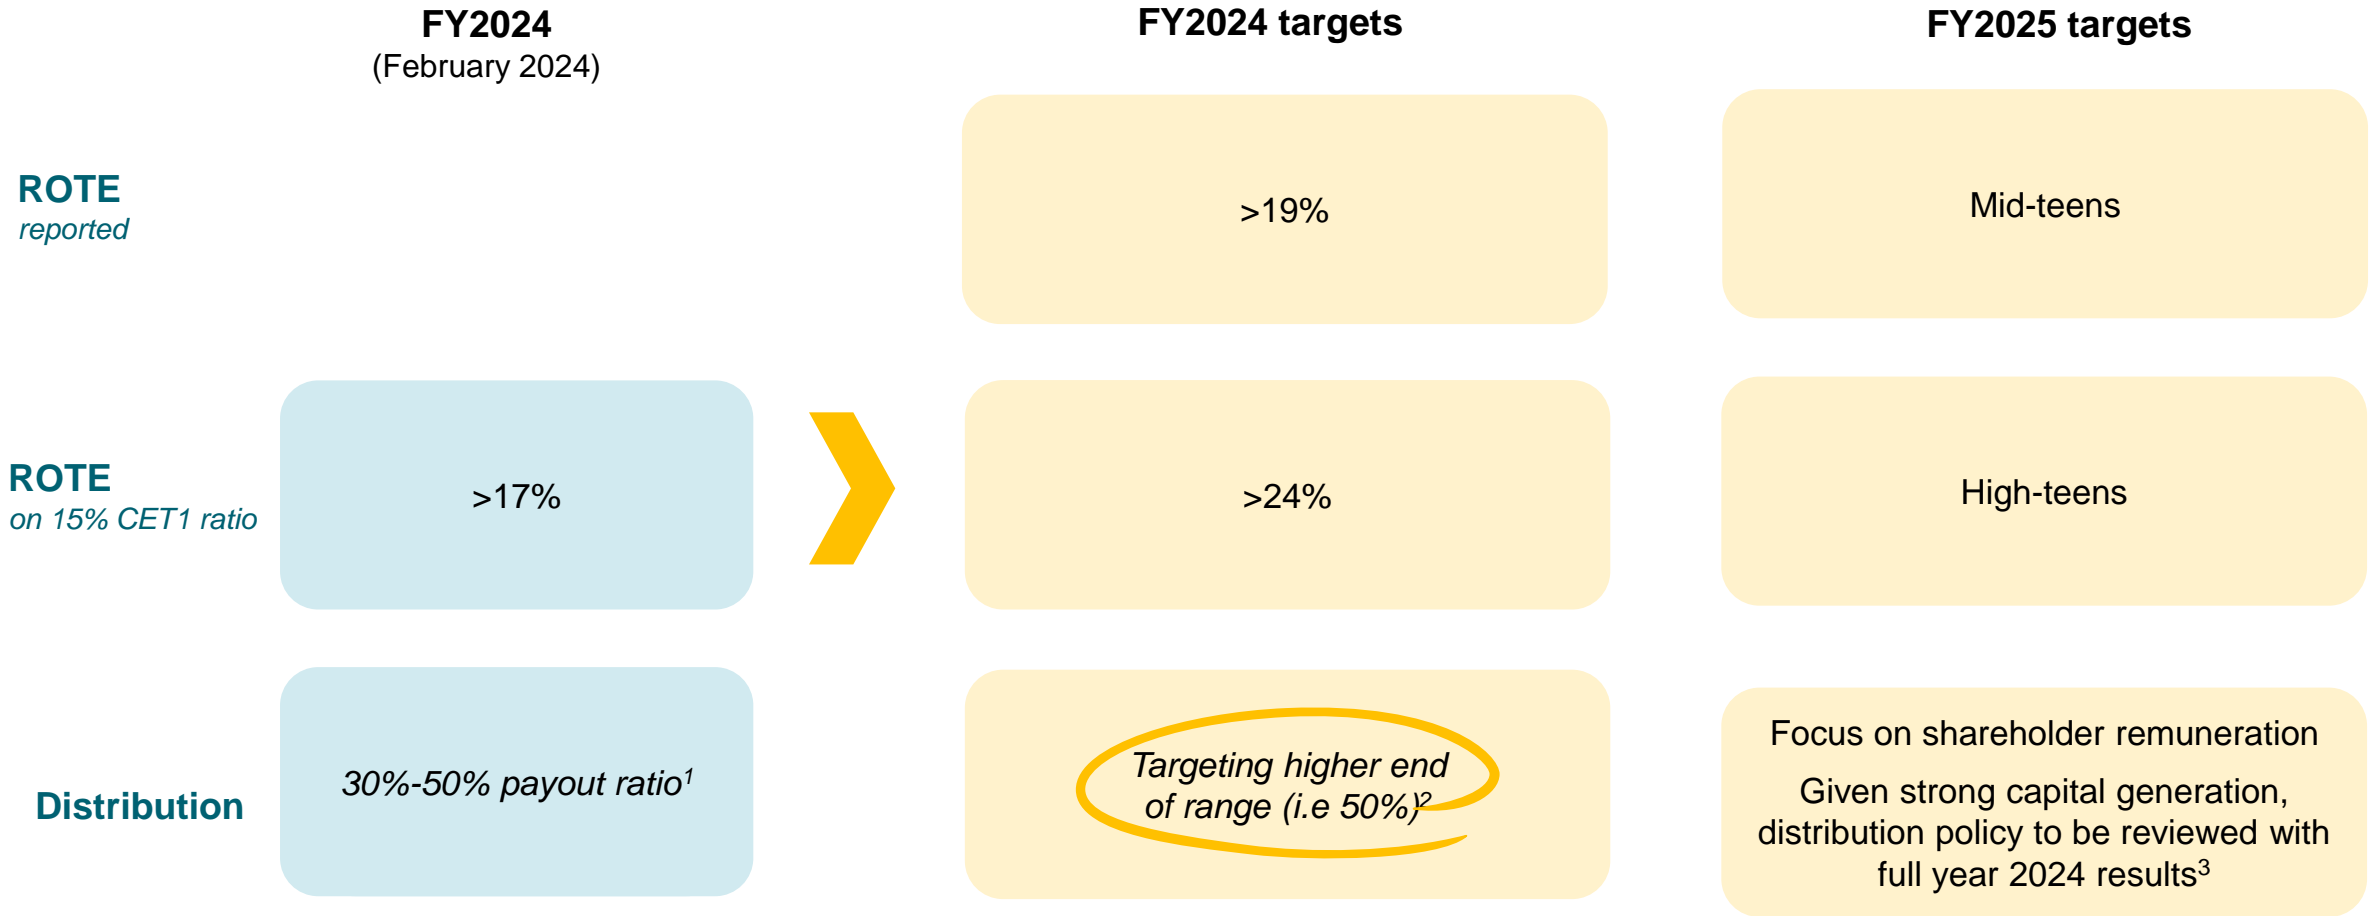 FY2024
(February 2024)
FY2024 targets
FY2025 targets
ROTE
reported
>19%
Mid-teens
ROTE
on 15% CET1 ratio
>17%
>24%
High-teens
Distribution
30%-50% payout ratio¹
Targeting higher end
of range (i.e 50%)²
Focus on shareholder remuneration
Given strong capital generation,
distribution policy to be reviewed with
full year 2024 results³